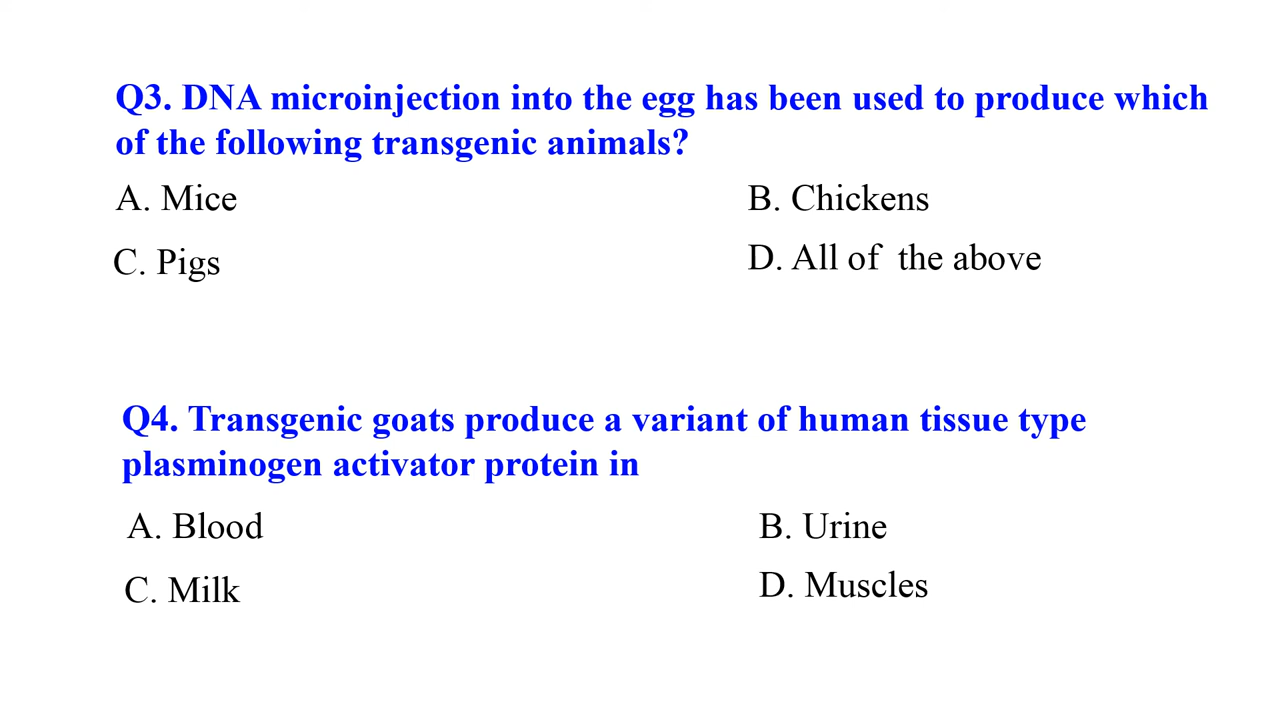 Q3. DNA microinjection into the egg has been used to produce which
of the following transgenic animals?
A. Mice
B. Chickens
C. Pigs
D. All of the above
Q4. Transgenic goats produce a variant of human tissue type
plasminogen activator protein in
A. Blood
B. Urine
C. Milk
D. Muscles